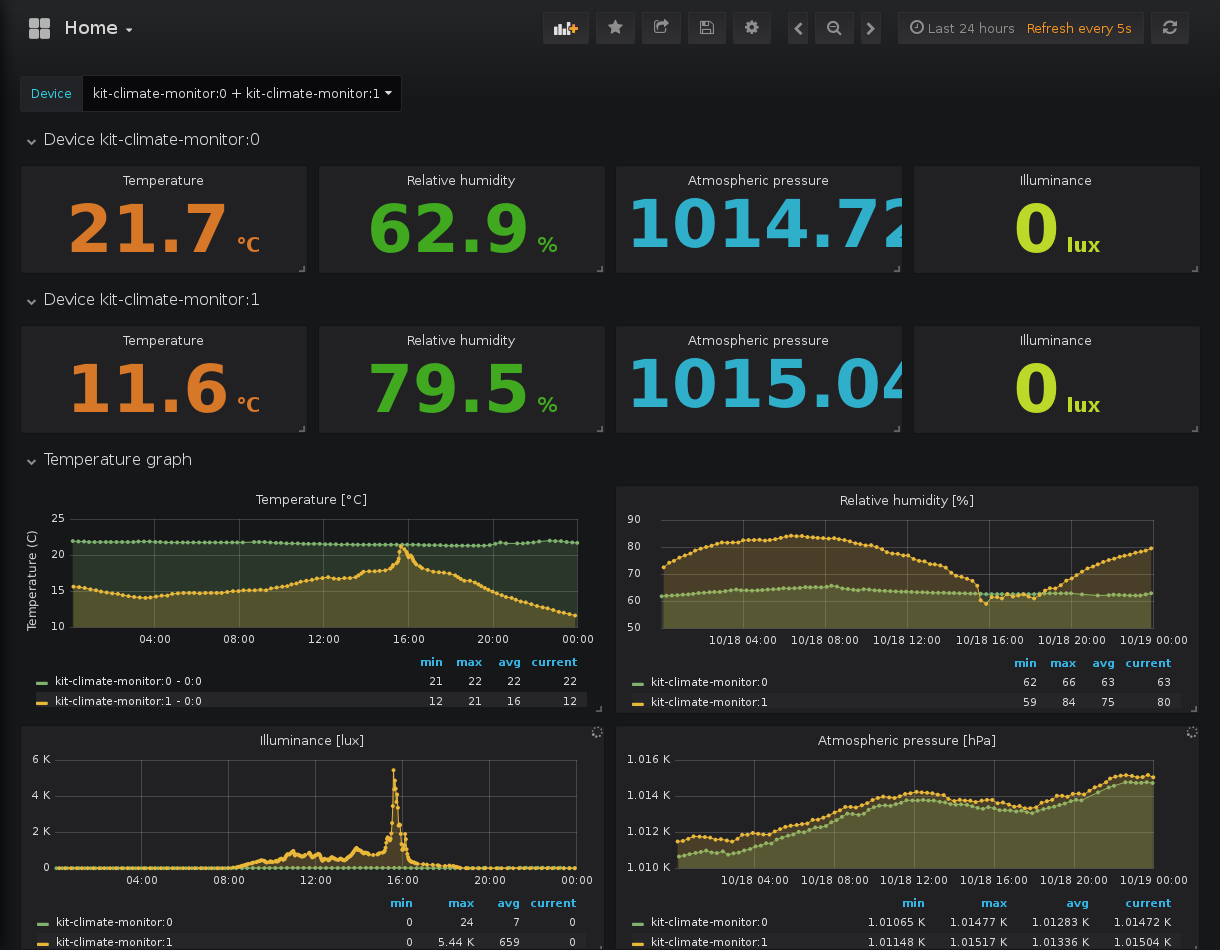 Home
Last 24 hours Refresh every 5s
Device kit-climate-monitor:0 + kit-climate-monitor:1
Device kit-climate-monitor:0
Temperature Relative humidity Atmospheric pressure Illuminance
21.7 °C 62.9 % 1014.72 0 lux
Device kit-climate-monitor:1
Temperature Relative humidity Atmospheric pressure Illuminance
11.6 °C 79.5 % 1015.04 0 lux
Temperature graph
Temperature [°C]
Temperature (C)
25
20
15
10
04:00 08:00 12:00 16:00 20:00 00:00
min max avg current
kit-climate-monitor:0 - 0:0 21 22 22 22
kit-climate-monitor:1 - 0:0 12 21 16 12
Relative humidity [%]
90
80
70
60
50
10/18 04:00 10/18 08:00 10/18 12:00 10/18 16:00 10/18 20:00 10/19 00:00
min max avg current
kit-climate-monitor:0 62 66 63 63
kit-climate-monitor:1 59 84 75 80
Illuminance [lux]
6 K
4 K
2 K
0
04:00 08:00 12:00 16:00 20:00 00:00
min max avg current
kit-climate-monitor:0 0 24 7 0
kit-climate-monitor:1 0 5.44 K 659 0
Atmospheric pressure [hPa]
1.016 K
1.014 K
1.012 K
1.010 K
10/18 04:00 10/18 08:00 10/18 12:00 10/18 16:00 10/18 20:00 10/19 00:00
min max avg current
kit-climate-monitor:0 1.01065 K 1.01477 K 1.01283 K 1.01472 K
kit-climate-monitor:1 1.01148 K 1.01517 K 1.01336 K 1.01504 K